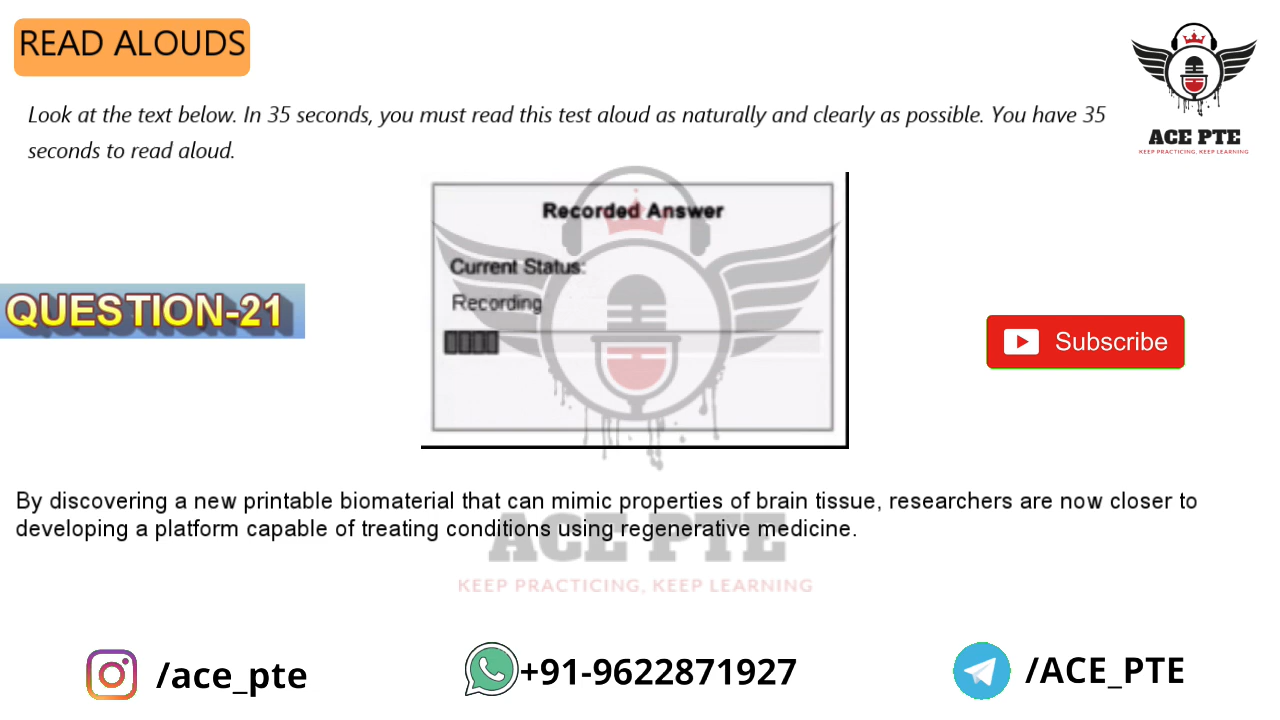 READ ALOUDS
Look at the text below. In 35 seconds, you must read this test aloud as naturally and clearly as possible. You have 35
seconds to read aloud.
ACE PTE
KEEP PRACTICING, KEEP LEARNING
Recorded Answer
Current Status:
Recording
QUESTION-21
Subscribe
By discovering a new printable biomaterial that can mimic properties of brain tissue, researchers are now closer to
developing a platform capable of treating conditions using regenerative medicine.
ACE PTE
KEEP PRACTICING, KEEP LEARNING
/ace_pte
+91-9622871927
/ACE_PTE